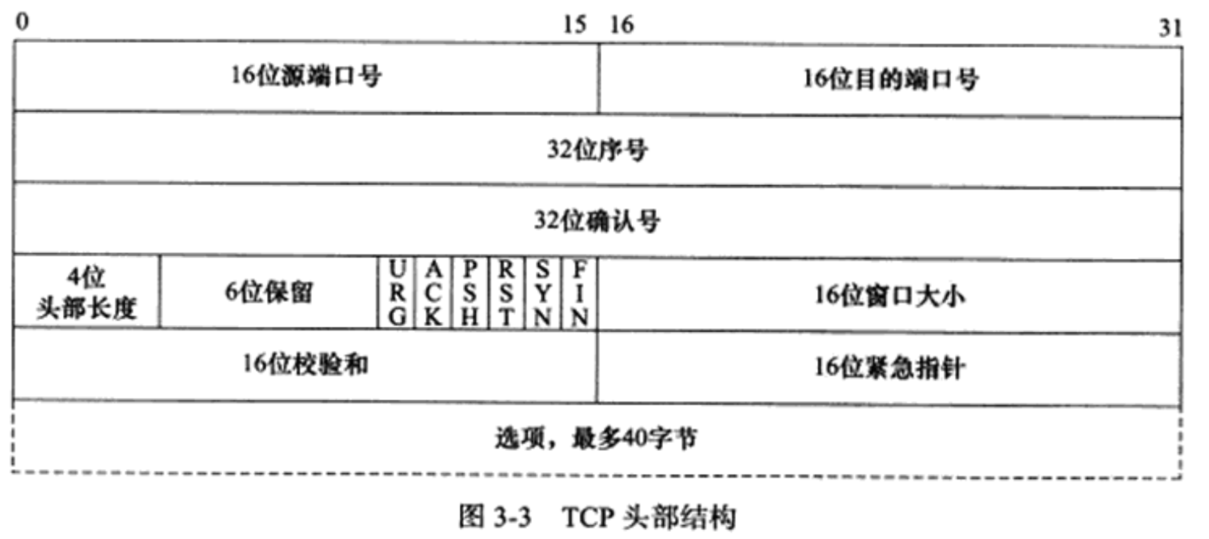 0 15 16 31
16位源端口号 16位目的端口号
32位序号
32位确认号
4位头部长度 6位保留 URG ACK PSH RST SYN FIN 16位窗口大小
16位校验和 16位紧急指针
选项，最多40字节
图 3-3 TCP 头部结构